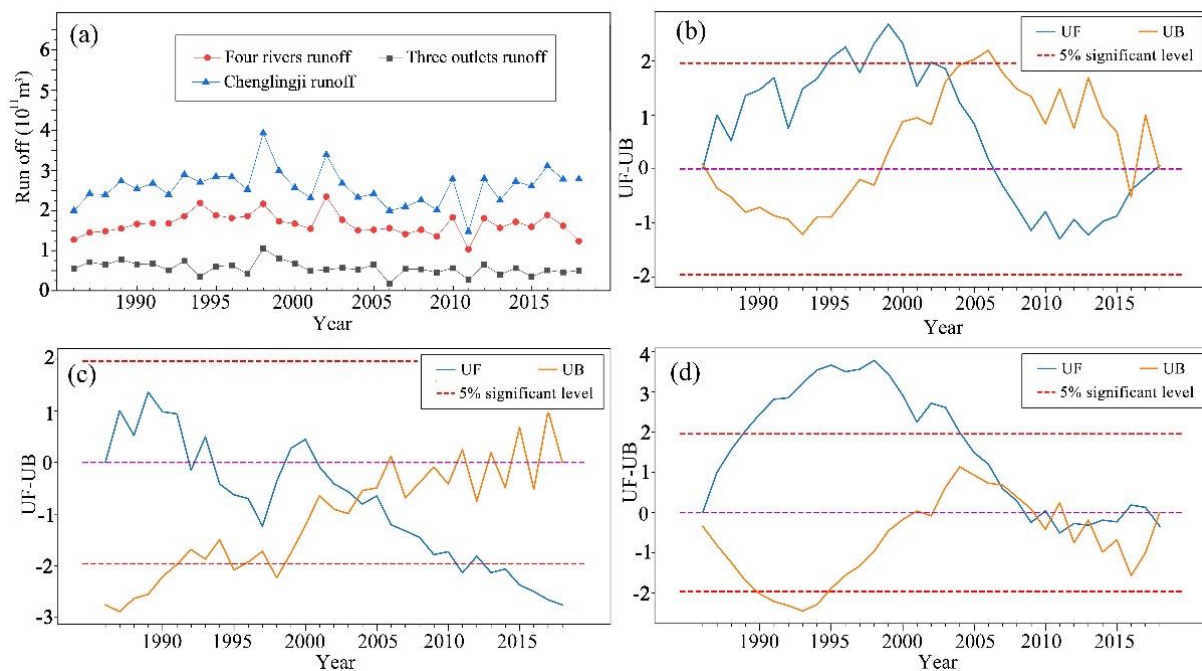 (a)
Four rivers runoff
Three outlets runoff
Chenglingji runoff
Run off (10¹¹m³)
6
5
4
3
2
1
0
1990 1995 2000 2005 2010 2015
Year
(b)
UF UB
5% significant level
UF-UB
2
1
0
-1
-2
1990 1995 2000 2005 2010 2015
Year
(c)
UF UB
5% significant level
UF-UB
2
1
0
-1
-2
-3
1990 1995 2000 2005 2010 2015
Year
(d)
UF UB
5% significant level
UF-UB
4
3
2
1
0
-1
-2
1990 1995 2000 2005 2010 2015
Year